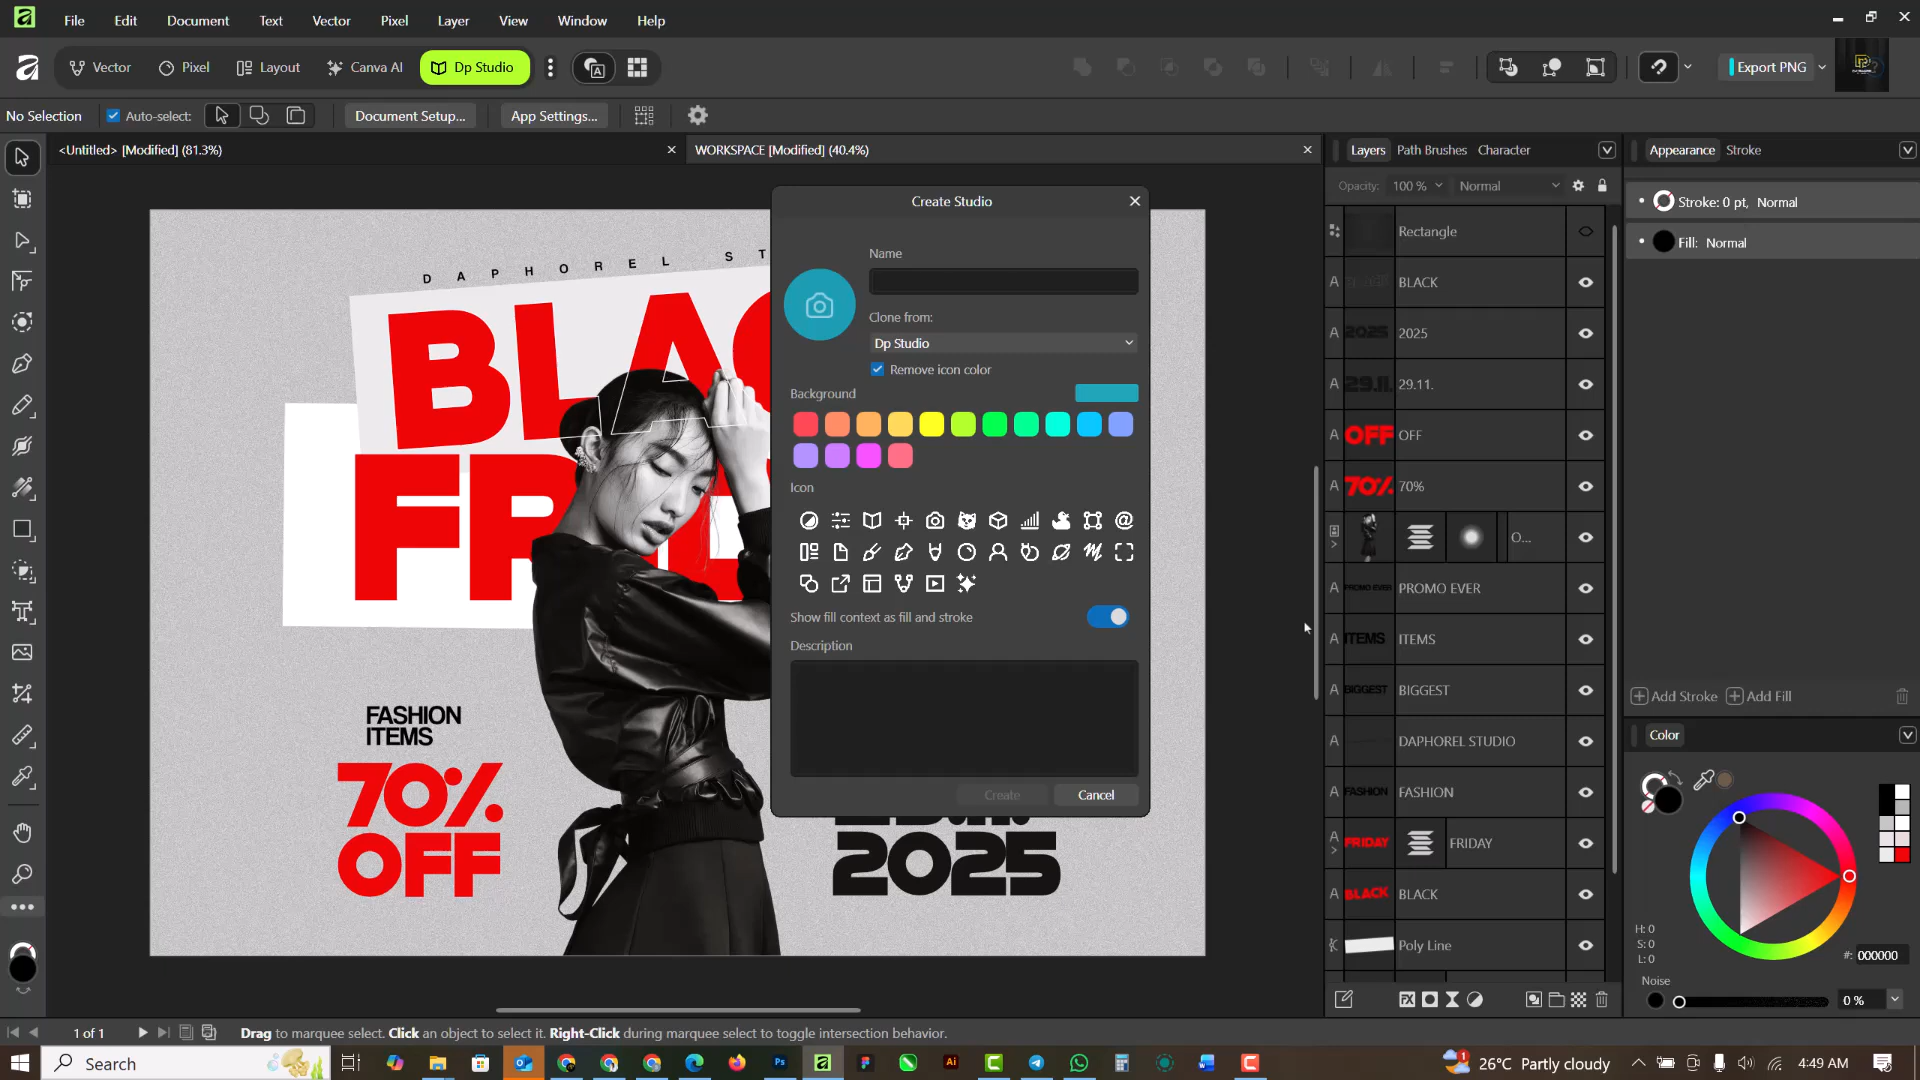 File Edit Document Text Vector Pixel Layer View Window Help
Vector Pixel Layout Canva AI Dp Studio Export PNG
No Selection Auto-select: Document Setup... App Settings...
<Untitled> [Modified] (81.3%)
WORKSPACE [Modified] (40.4%)
Layers Path Brushes Character
Appearance Stroke
Opacity: 100 % Normal
Stroke: 0 pt, Normal
Fill: Normal
Create Studio
Name
Clone from:
Dp Studio
Remove icon color
Background
Icon
Show fill context as fill and stroke
Description
Create Cancel
DAPHOREL ST
BLAC
FRIE
FASHION
ITEMS
70%
OFF
2025
Rectangle
BLACK
2025
29.11.
OFF
70%
O...
PROMO EVER
ITEMS
BIGGEST
DAPHOREL STUDIO
FASHION
FRIDAY
BLACK
Poly Line
Add Stroke Add Fill
Color
H: 0
S: 0
L: 0
#: 000000
Noise
0 %
1 of 1
Drag to marquee select. Click an object to select it. Right-Click during marquee select to toggle intersection behavior.
Search
26°C Partly cloudy
4:49 AM